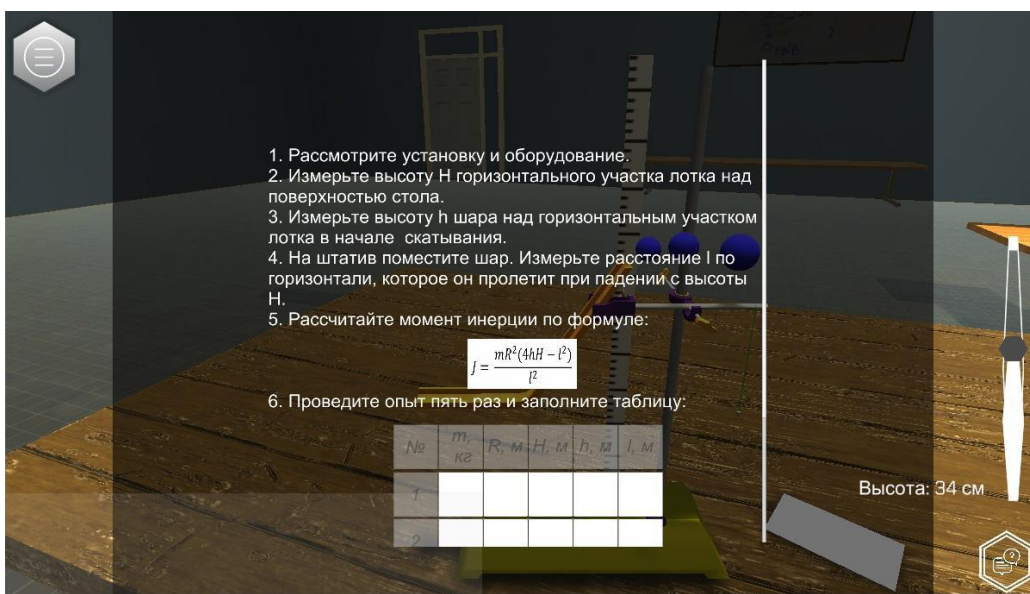 1. Рассмотрите установку и оборудование.
2. Измерьте высоту H горизонтального участка лотка над
поверхностью стола.
3. Измерьте высоту h шара над горизонтальным участком
лотка в начале  скатывания.
4. На штатив поместите шар. Измерьте расстояние l по
горизонтали, которое он пролетит при падении с высоты
H.
5. Рассчитайте момент инерции по формуле:
J = mR²(4hH − l²) / l²
6. Проведите опыт пять раз и заполните таблицу:
№ m, кг R, м H, м h, м l, м
1
2
Высота: 34 см